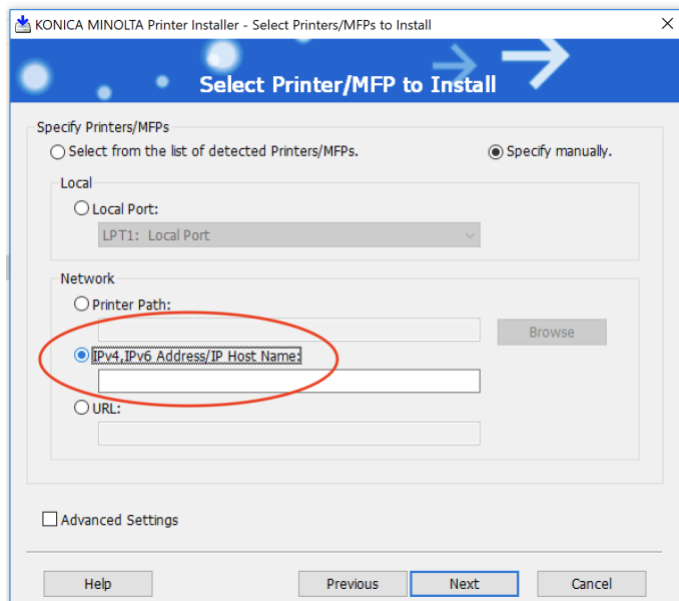 KONICA MINOLTA Printer Installer - Select Printers/MFPs to Install
Select Printer/MFP to Install
Specify Printers/MFPs
Select from the list of detected Printers/MFPs.
Specify manually.
Local
Local Port:
LPT1: Local Port
Network
Printer Path:
Browse
IPv4,IPv6 Address/IP Host Name:
URL:
Advanced Settings
Help
Previous
Next
Cancel